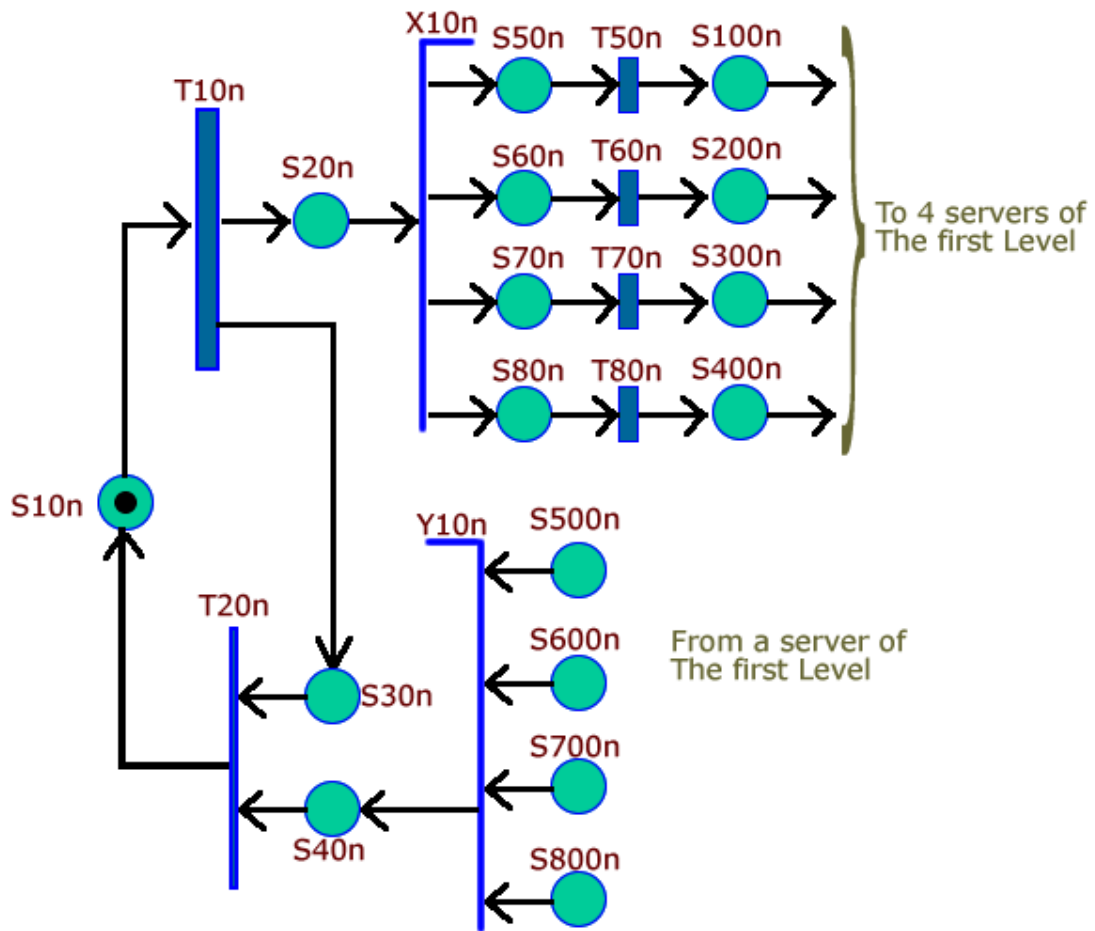 X10n
S50n T50n S100n
T10n
S20n
S60n T60n S200n
To 4 servers of
The first Level
S70n T70n S300n
S80n T80n S400n
S10n
Y10n
S500n
T20n
S600n
From a server of
The first Level
S30n
S700n
S40n
S800n